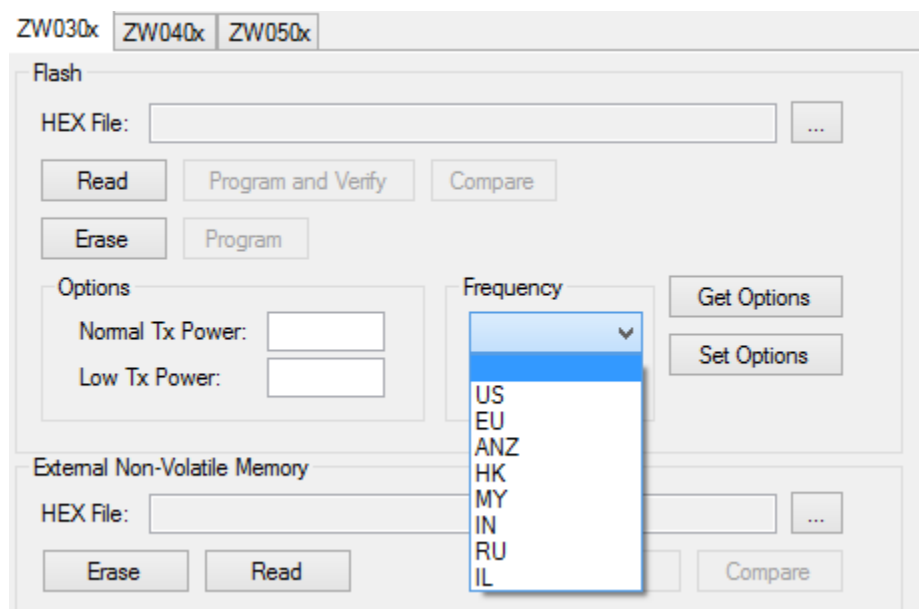 ZW030x ZW040x ZW050x
Flash
HEX File: ...
Read Program and Verify Compare
Erase Program
Options Frequency Get Options
Normal Tx Power:
Set Options
Low Tx Power:
US
EU
ANZ
HK
MY
IN
RU
IL
External Non-Volatile Memory
HEX File: ...
Erase Read Compare